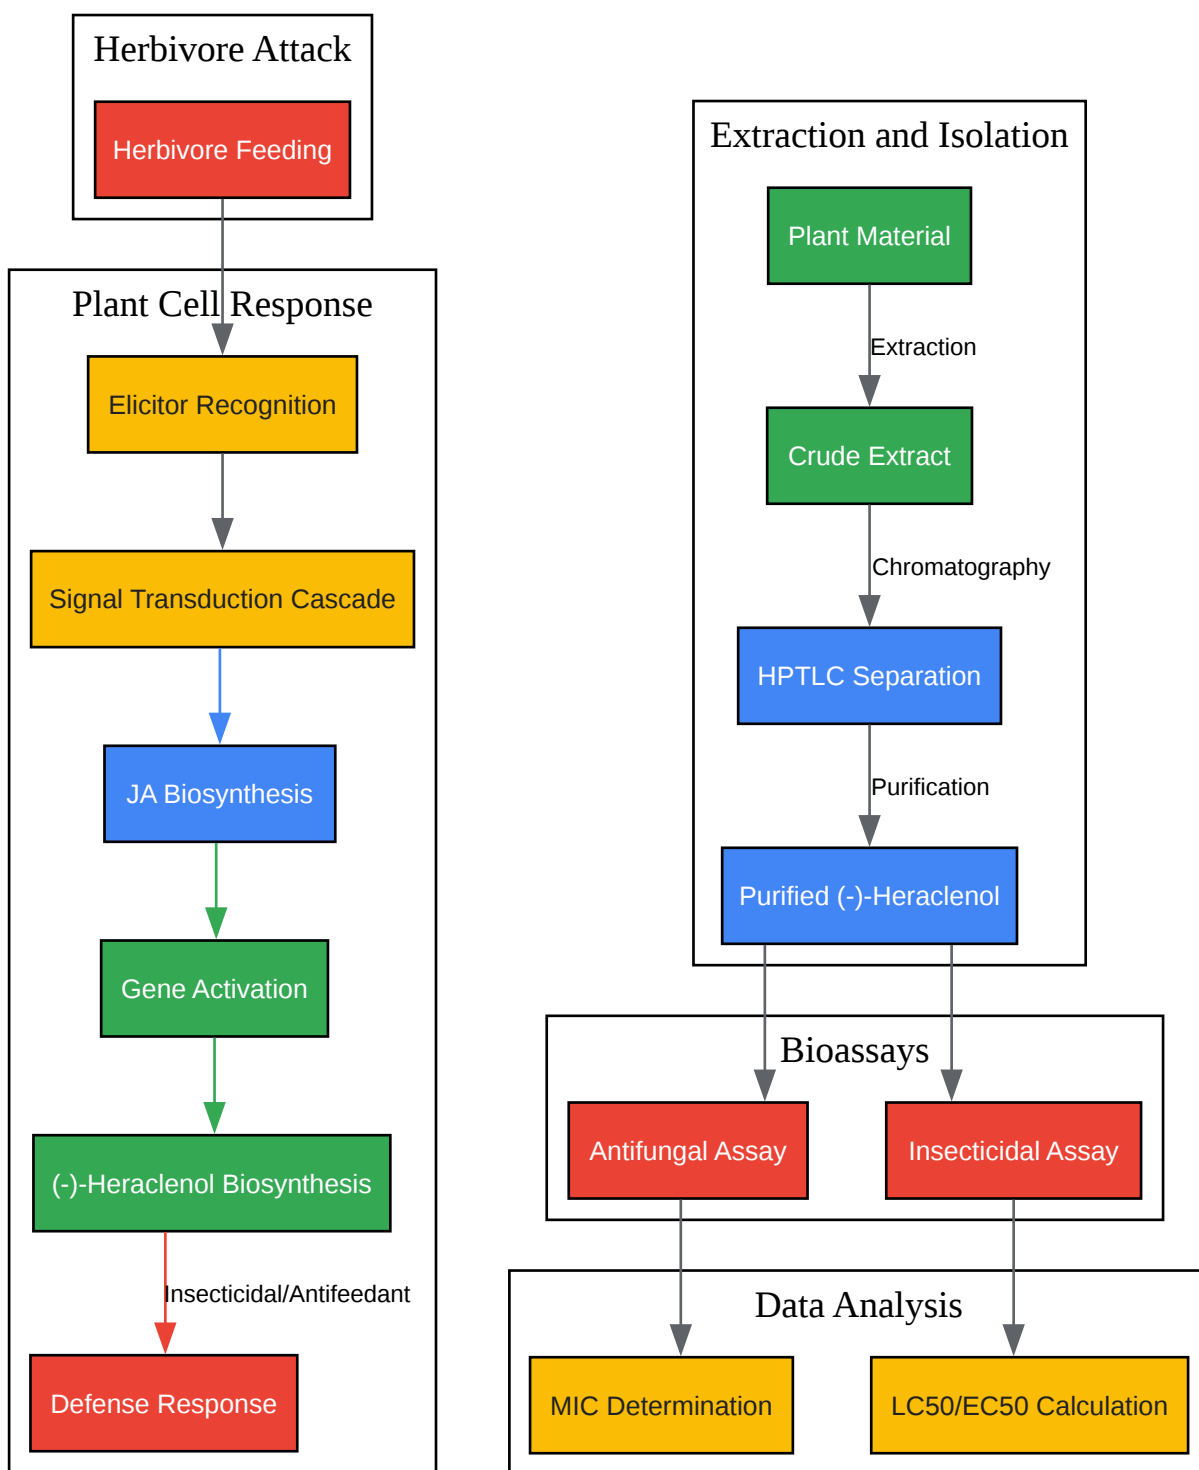 Herbivore Attack
Herbivore Feeding
Plant Cell Response
Elicitor Recognition
Signal Transduction Cascade
JA Biosynthesis
Gene Activation
(-)-Heraclenol Biosynthesis
Insecticidal/Antifeedant
Defense Response
Extraction and Isolation
Plant Material
Extraction
Crude Extract
Chromatography
HPTLC Separation
Purification
Purified (-)-Heraclenol
Bioassays
Antifungal Assay
Insecticidal Assay
Data Analysis
MIC Determination
LC50/EC50 Calculation